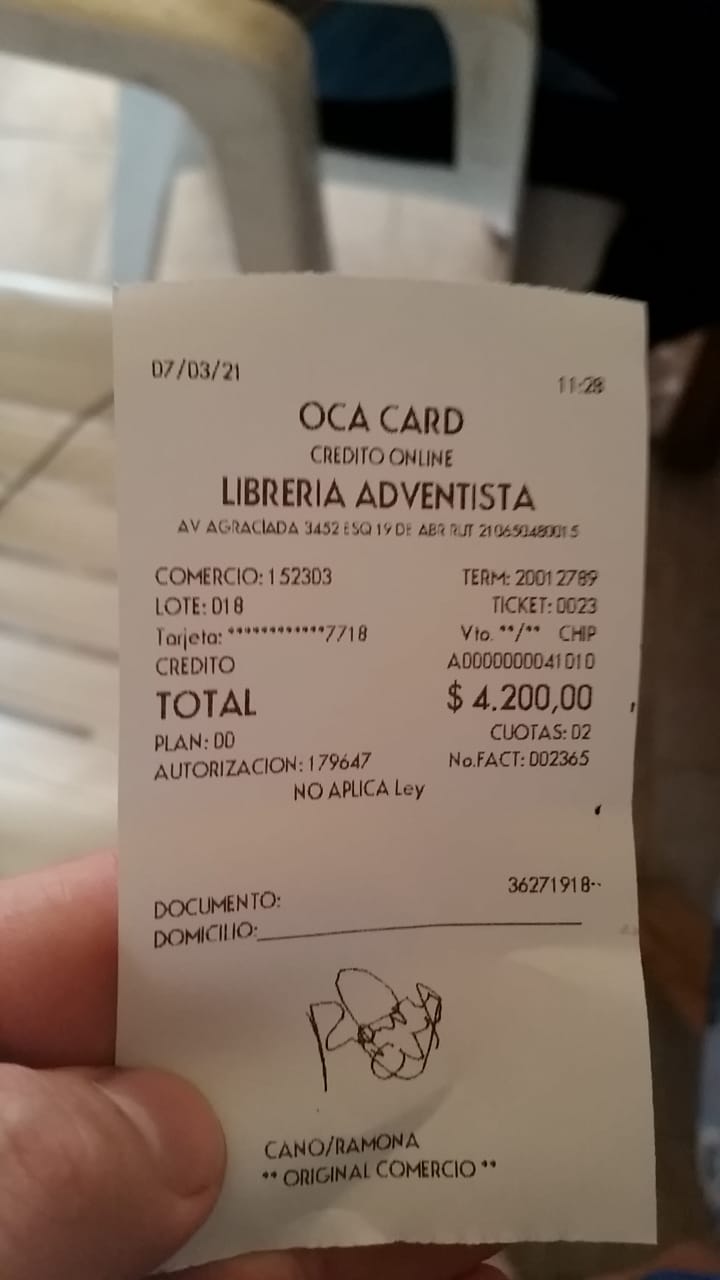 07/03/21
11:28
OCA CARD
CREDITO ONLINE
LIBRERIA ADVENTISTA
AV AGRACIADA 3452 ESQ 19 DE ABR RUT 210650480015
COMERCIO: 152303 TERM: 20012789
LOTE: 018 TICKET: 0023
Tarjeta: ************7718 Vto. **/** CHIP
CREDITO A0000000041010
TOTAL $ 4.200,00
PLAN: 00 CUOTAS: 02
AUTORIZACION: 179647 No.FACT: 002365
NO APLICA Ley
DOCUMENTO: 36271918--
DOMICILIO:
CANO/RAMONA
** ORIGINAL COMERCIO **